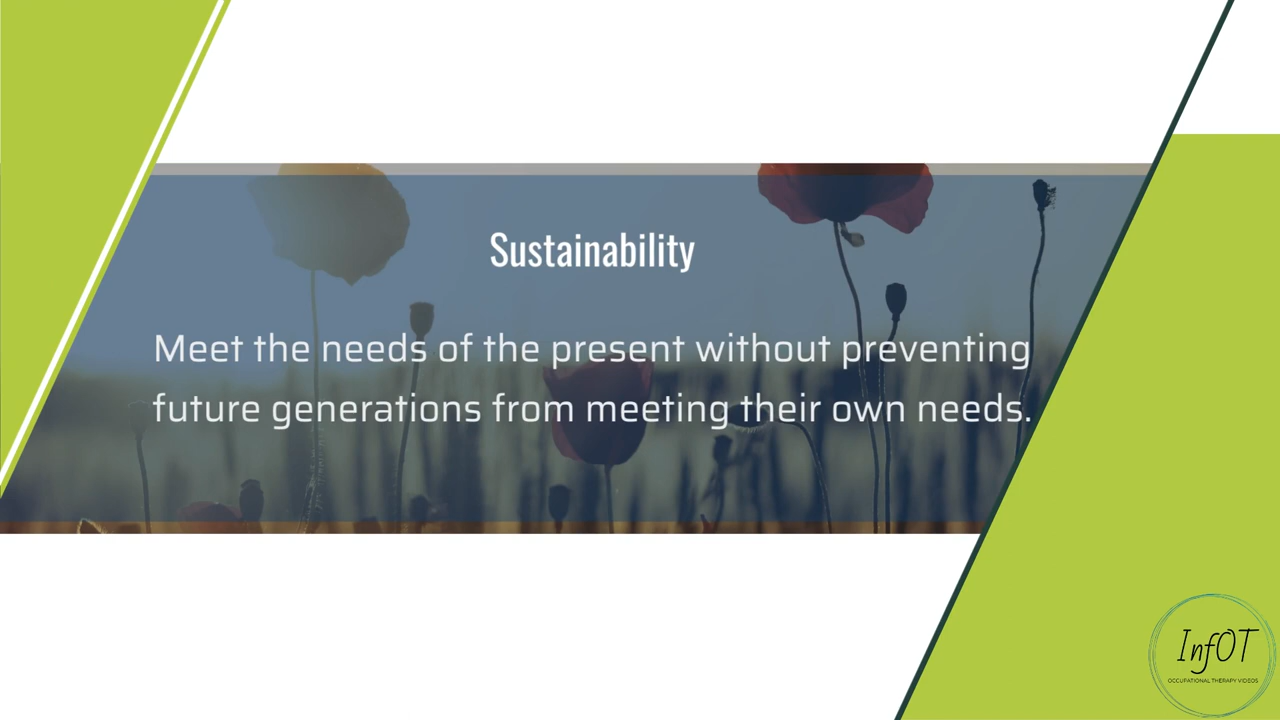 Sustainability
Meet the needs of the present without preventing
future generations from meeting their own needs.
InfOT
OCCUPATIONAL THERAPY VIDEOS